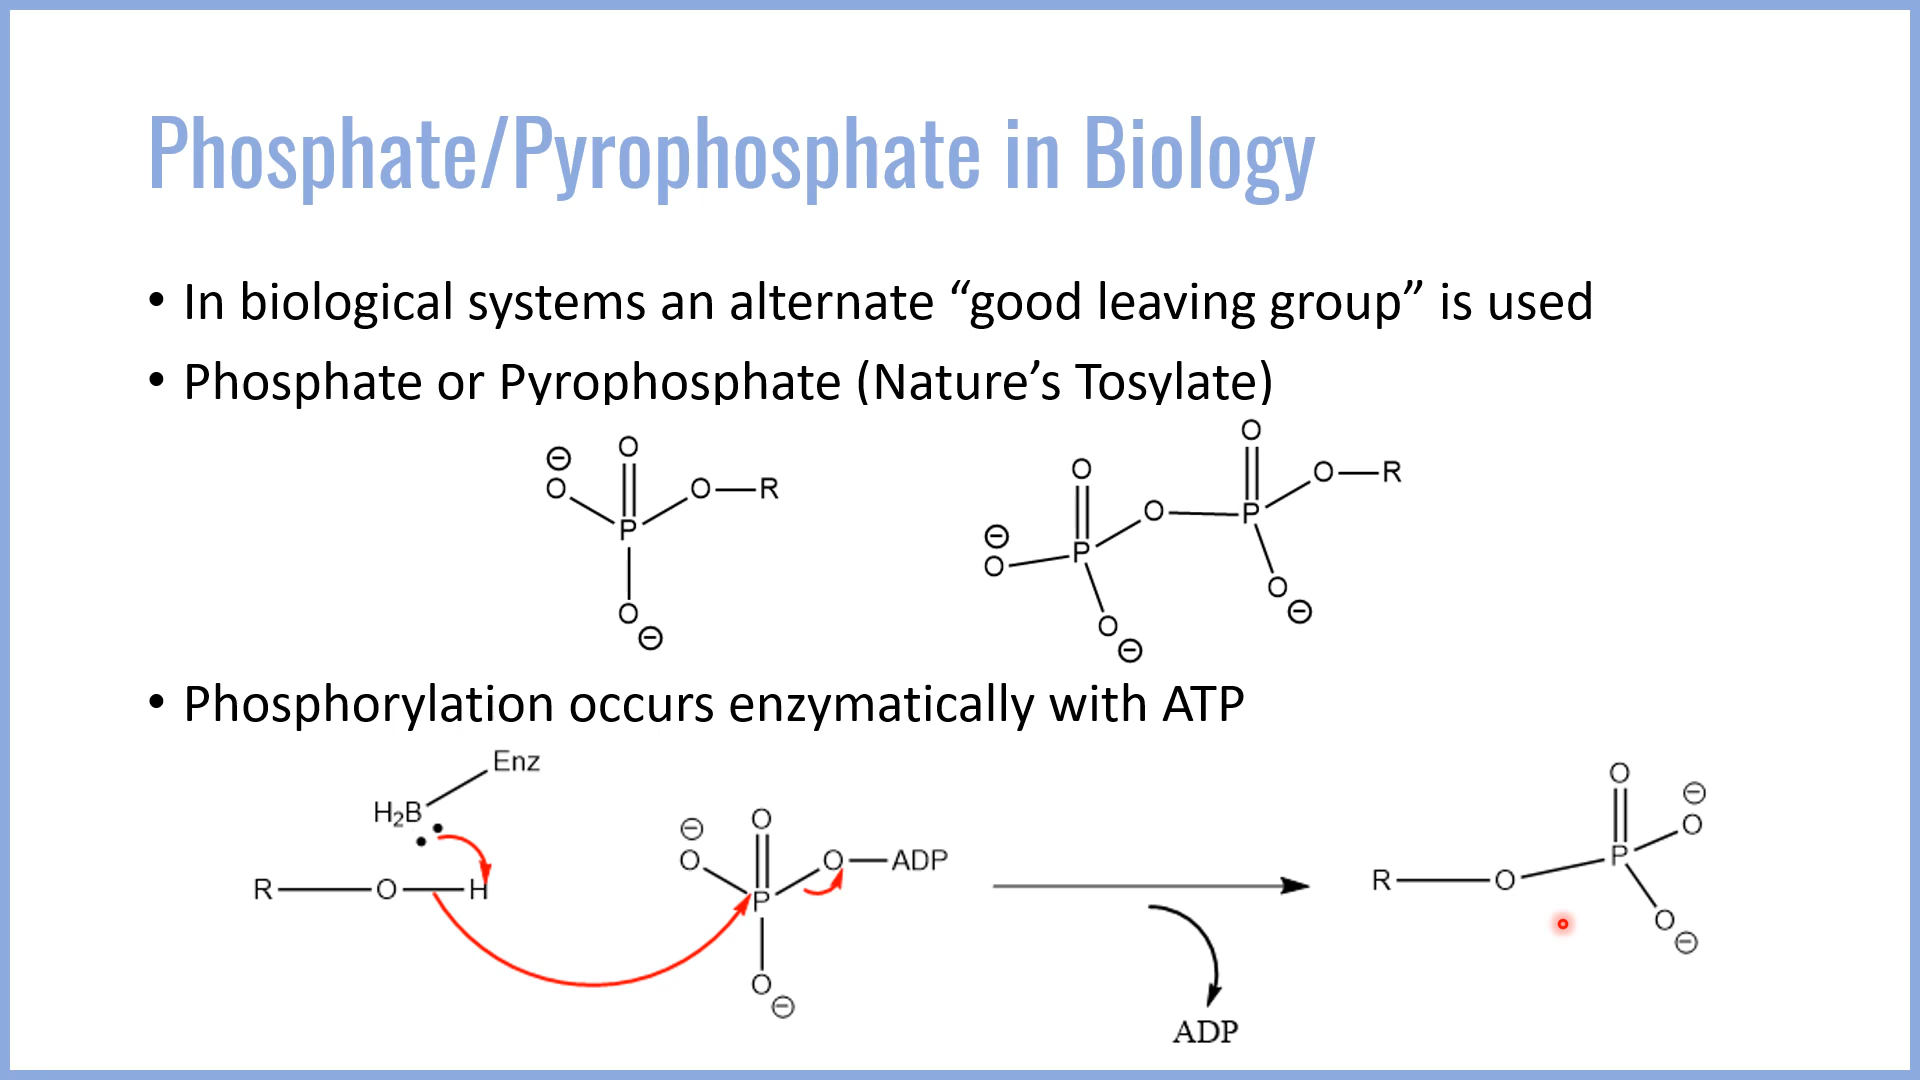 Phosphate/Pyrophosphate in Biology
• In biological systems an alternate “good leaving group” is used
• Phosphate or Pyrophosphate (Nature’s Tosylate)
⊖ O O P O—R O ⊖
O O ⊖ O P O P O—R O ⊖ O ⊖
• Phosphorylation occurs enzymatically with ATP
Enz
H₂B
R—O—H
⊖ O O P O—ADP O ⊖
ADP
R—O P O O ⊖ O ⊖